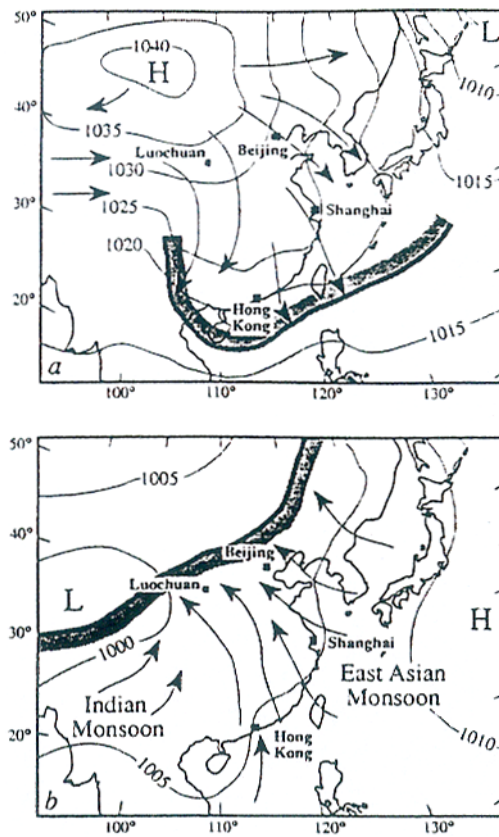 50°
1040
H
L
1010
40°
1035
Luochuan
Beijing
1030
1015
30°
1025
Shanghai
1020
20°
Hong
Kong
1015
a
100°
110°
120°
130°
50°
1005
40°
Beijing
L
Luochuan
H
30°
1000
Shanghai
East Asian
Monsoon
Indian
Monsoon
1010
20°
Hong
Kong
1005
b
100°
110°
120°
130°